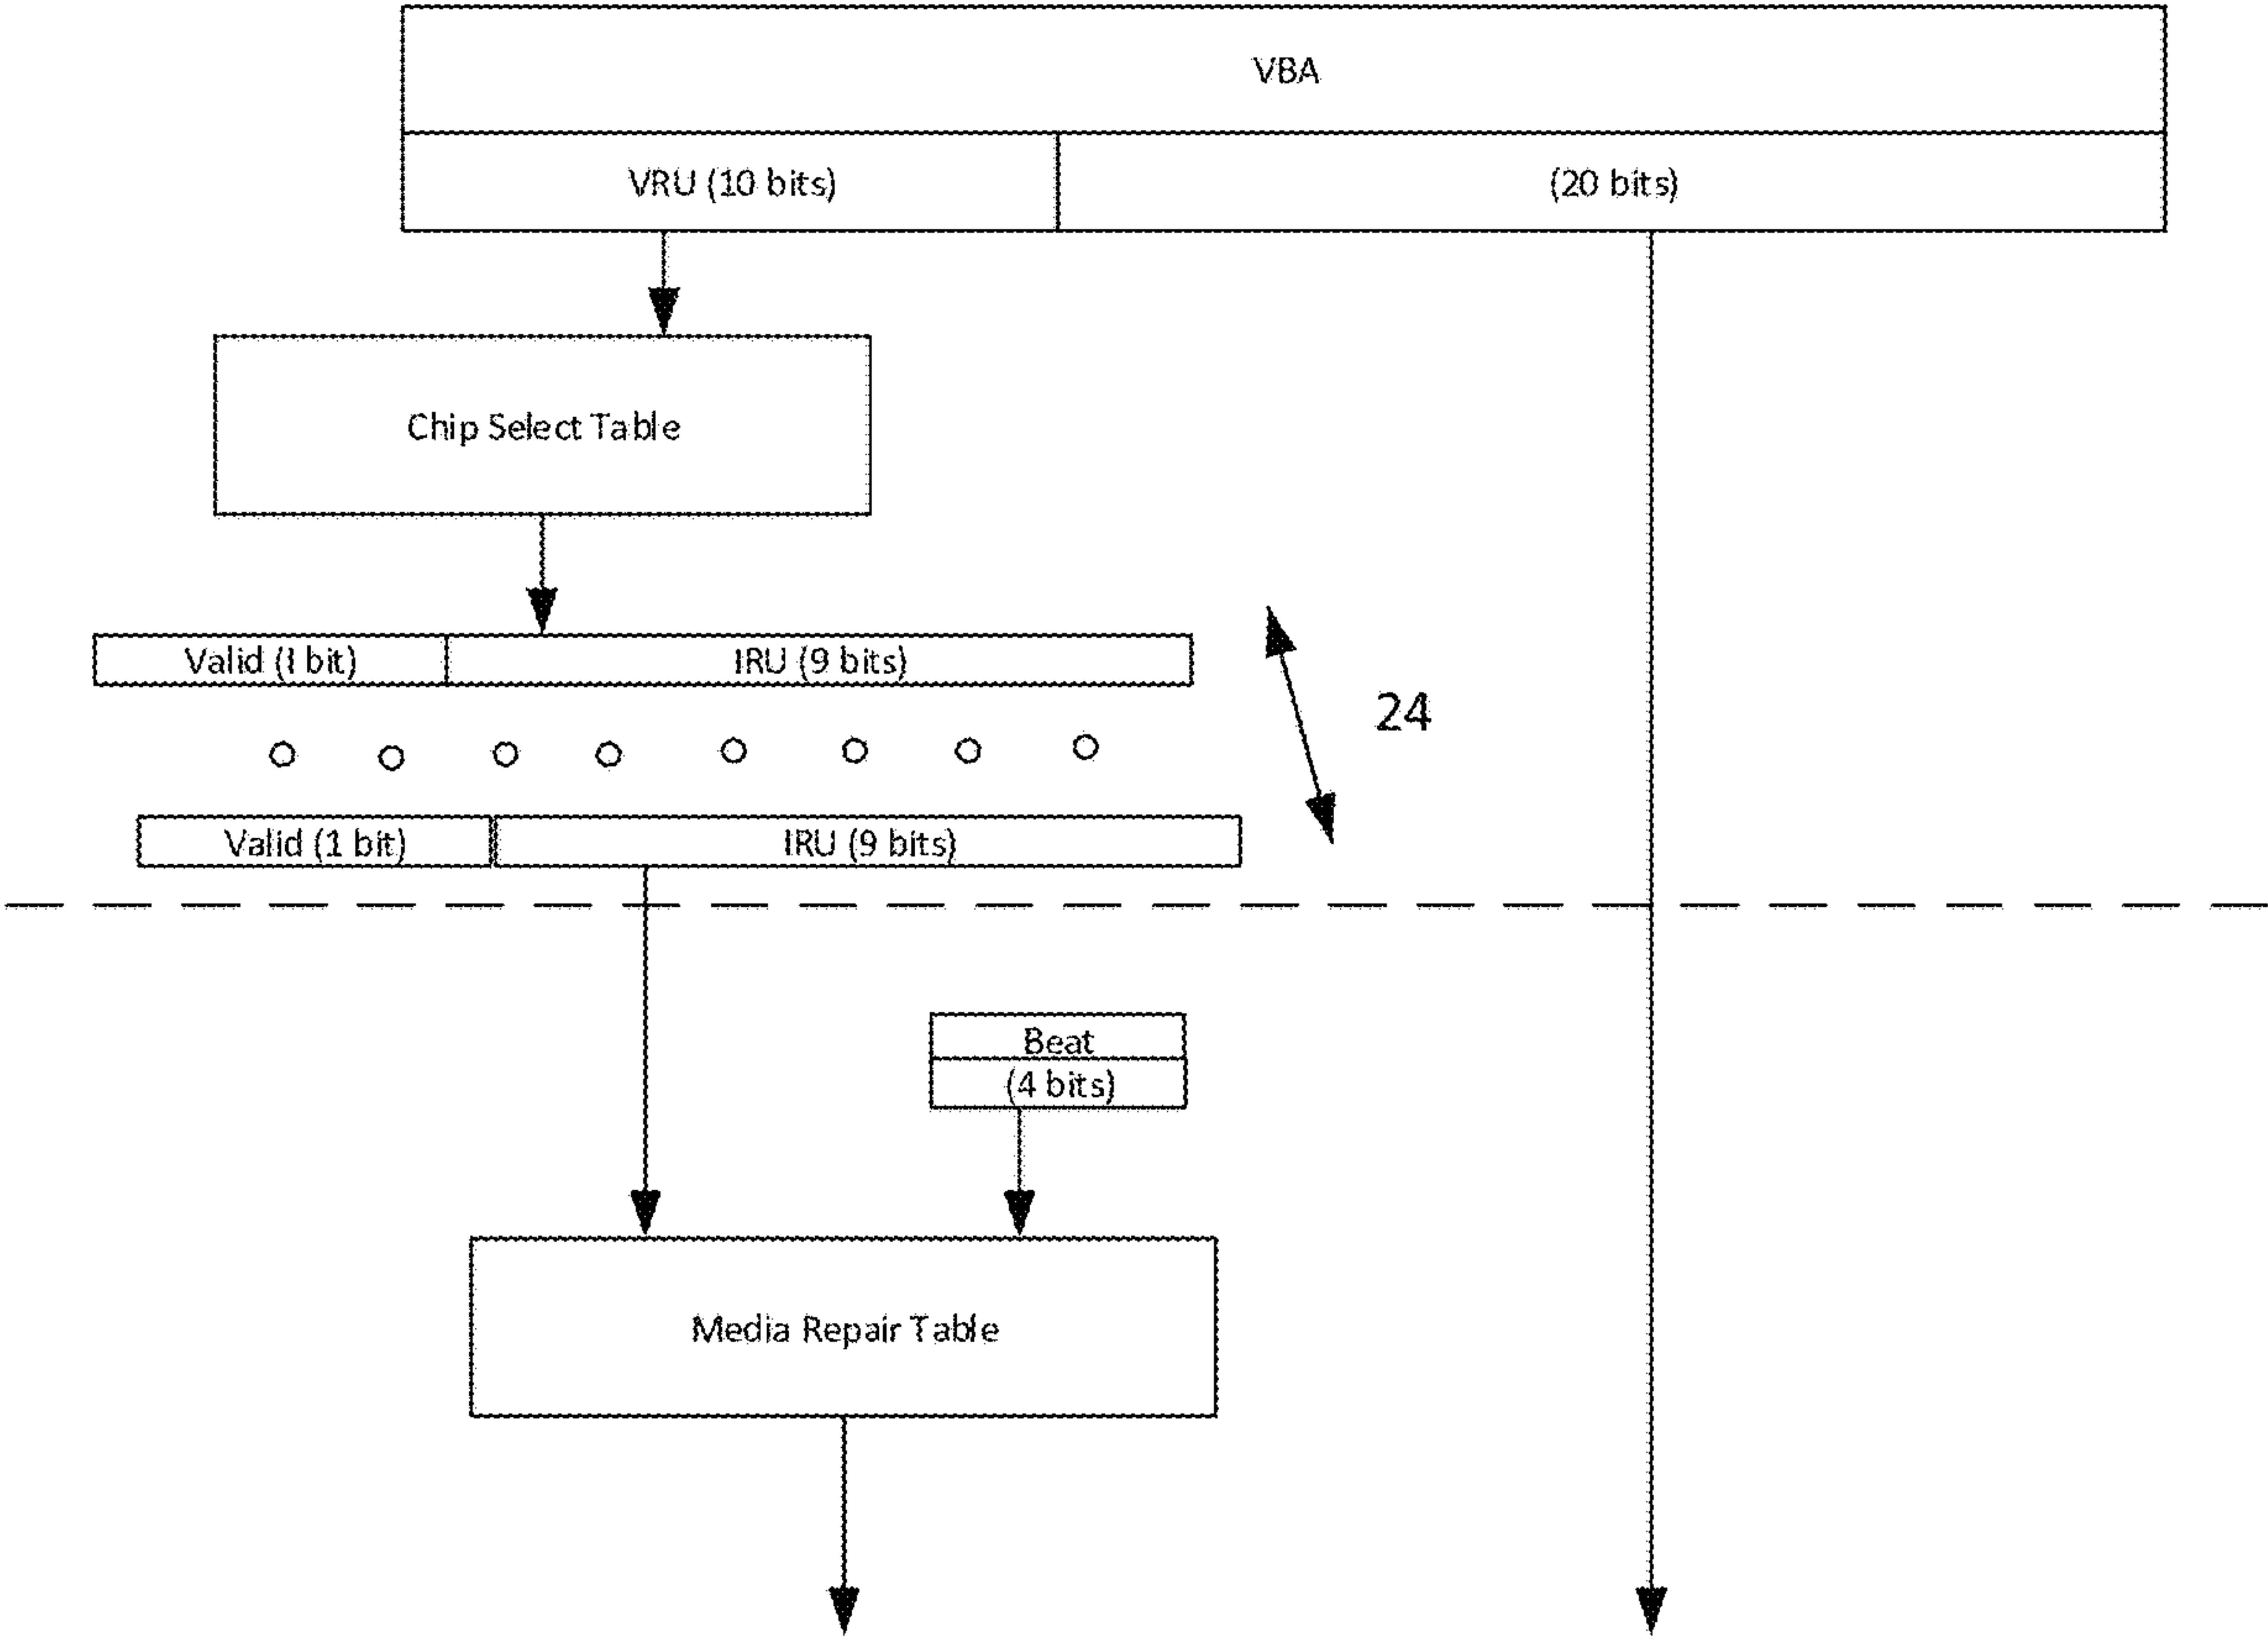 VBA
VRU (10 bits)
(20 bits)
Chip Select Table
Valid (1 bit)
IRU (9 bits)
24
Valid (1 bit)
IRU (9 bits)
Beat
(4 bits)
Media Repair Table